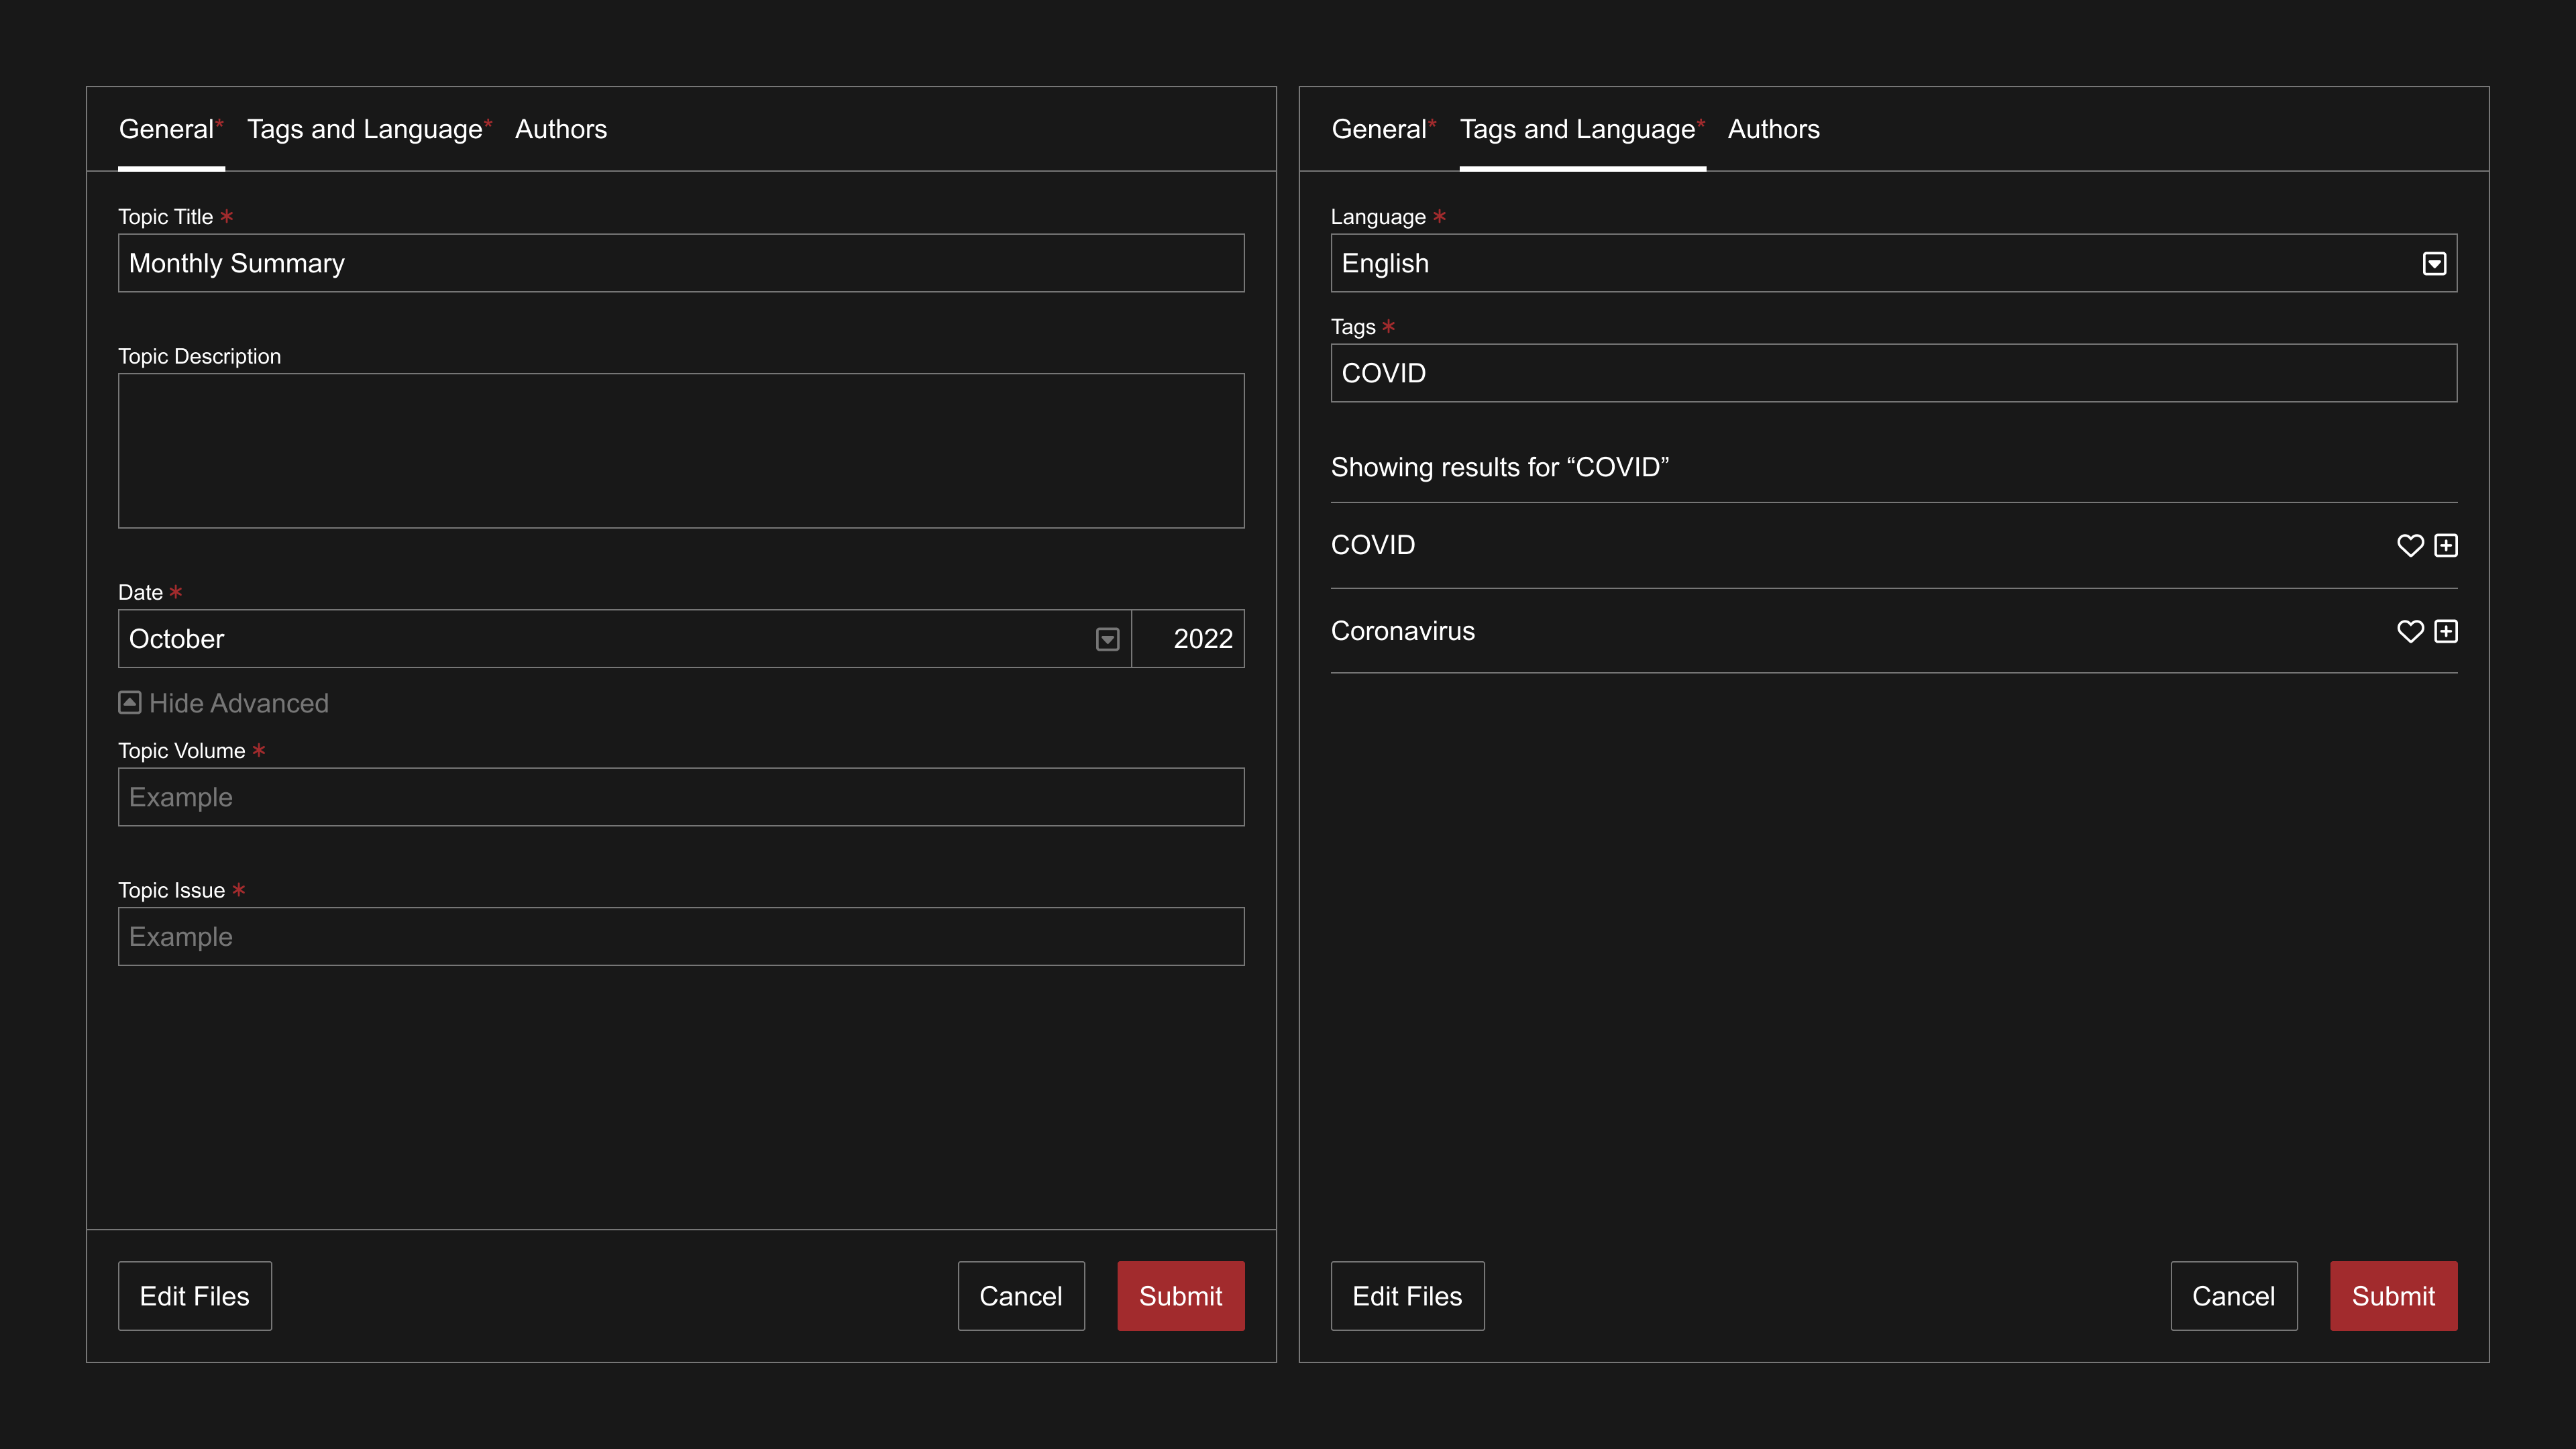 General* Tags and Language* Authors
Topic Title *
Monthly Summary
Topic Description
Date *
October 2022
Hide Advanced
Topic Volume *
Example
Topic Issue *
Example
Edit Files Cancel Submit
General* Tags and Language* Authors
Language *
English
Tags *
COVID
Showing results for “COVID”
COVID
Coronavirus
Edit Files Cancel Submit